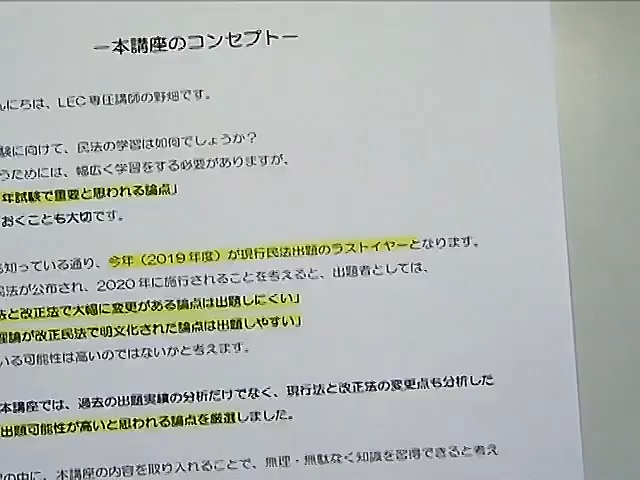 ー本講座のコンセプトー
んにちは、LEC専任講師の野畑です。
験に向けて、民法の学習は如何でしょうか?
うためには、幅広く学習をする必要がありますが、
年試験で重要と思われる論点」
おくことも大切です。
知っている通り、今年(2019年度)が現行民法出題のラストイヤーとなります。
民法が公布され、2020年に施行されることを考えると、出題者としては、
法と改正法で大幅に変更がある論点は出題しにくい」
理論が改正民法で明文化された論点は出題しやすい」
いる可能性は高いのではないかと考えます。
本講座では、過去の出題実績の分析だけでなく、現行法と改正法の変更点も分析した
出題可能性が高いと思われる論点を厳選しました。
の中に、本講座の内容を取り入れることで、無理・無駄なく知識を習得できると考え